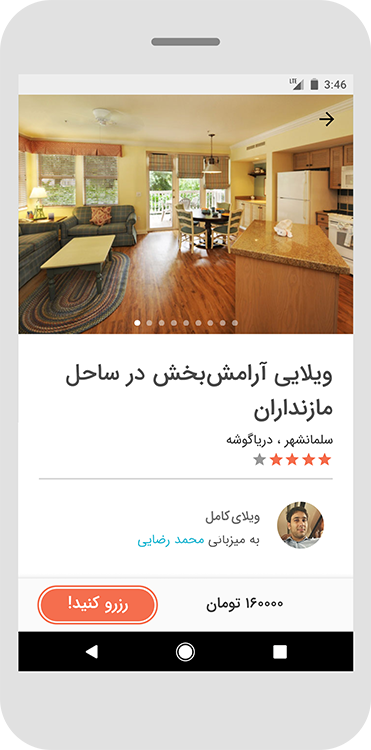 LTE 3:46
ویلایی آرامش‌بخش در ساحل
مازنداران
سلمانشهر ، دریاگوشه
ویلای کامل
به میزبانی محمد رضایی
۱۶۰۰۰۰ تومان
رزرو کنید!